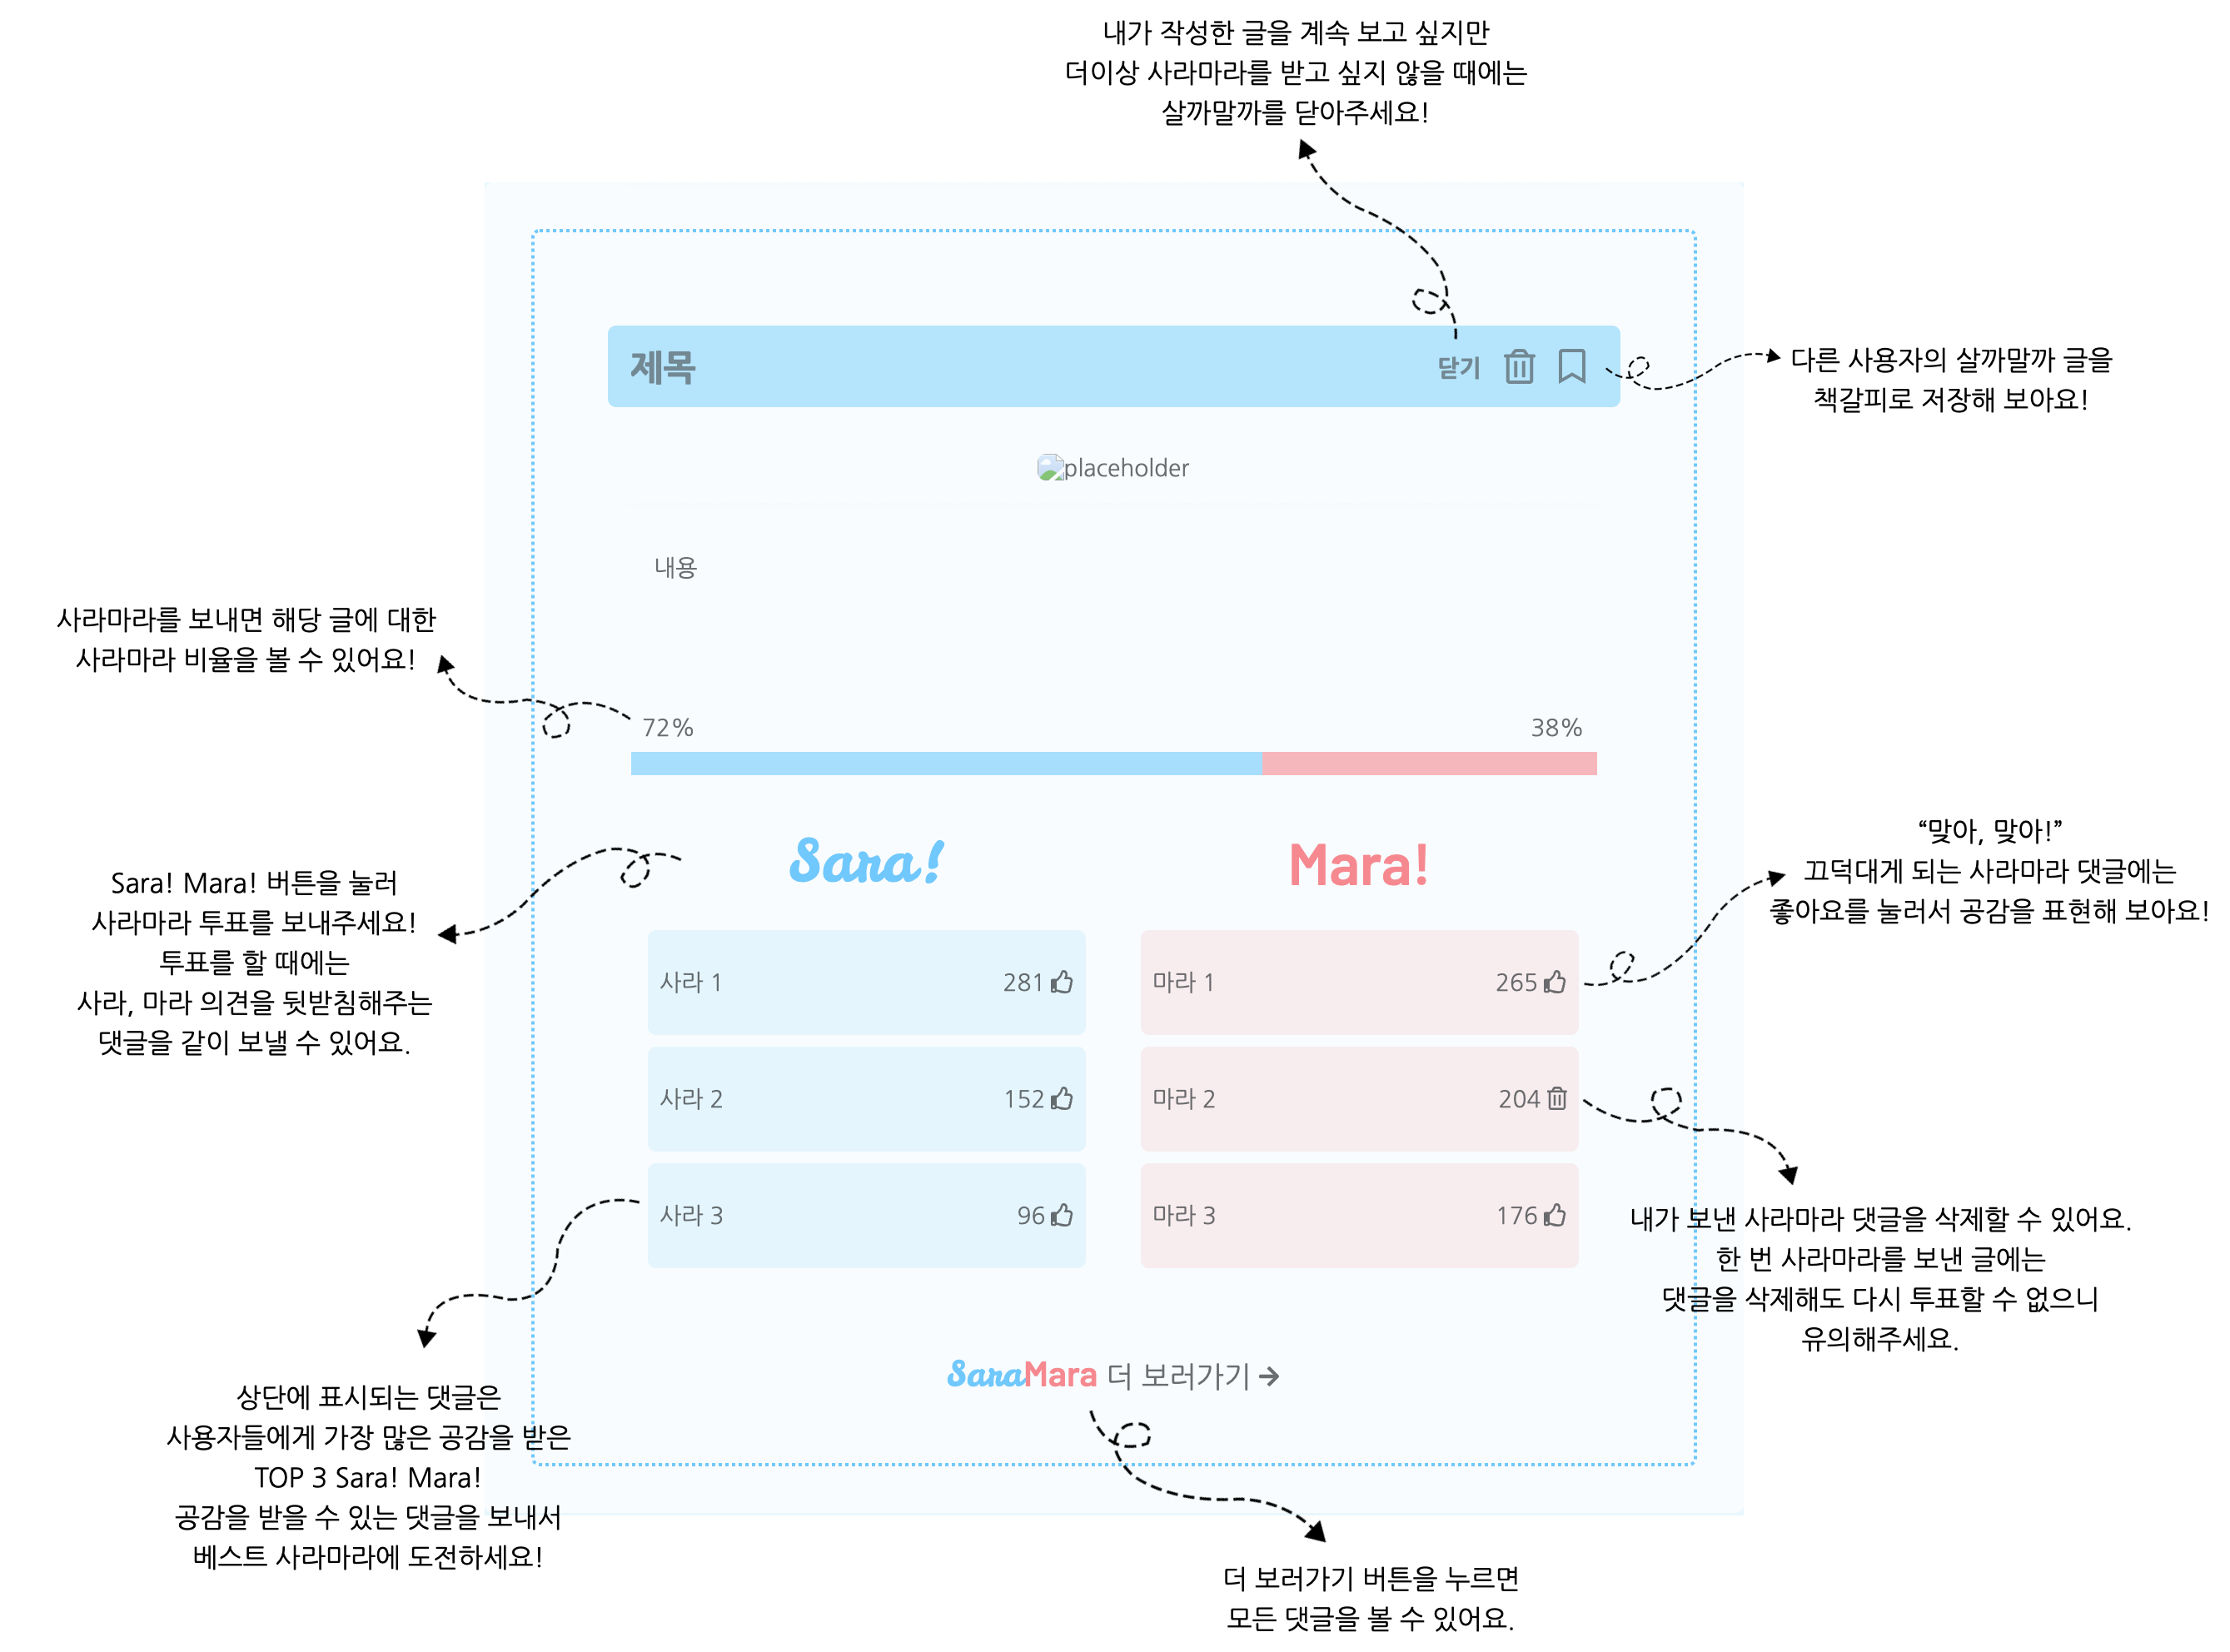 내가 작성한 글을 계속 보고 싶지만
더이상 사라마라를 받고 싶지 않을 때에는
살까말까를 닫아주세요!
제목
닫기
다른 사용자의 살까말까 글을
책갈피로 저장해 보아요!
placeholder
내용
사라마라를 보내면 해당 글에 대한
사라마라 비율을 볼 수 있어요!
72%
38%
Sara!
Mara!
Sara! Mara! 버튼을 눌러
사라마라 투표를 보내주세요!
투표를 할 때에는
사라, 마라 의견을 뒷받침해주는
댓글을 같이 보낼 수 있어요.
“맞아, 맞아!”
끄덕대게 되는 사라마라 댓글에는
좋아요를 눌러서 공감을 표현해 보아요!
사라 1
281
마라 1
265
사라 2
152
마라 2
204
사라 3
96
마라 3
176
내가 보낸 사라마라 댓글을 삭제할 수 있어요.
한 번 사라마라를 보낸 글에는
댓글을 삭제해도 다시 투표할 수 없으니
유의해주세요.
SaraMara 더 보러가기 →
상단에 표시되는 댓글은
사용자들에게 가장 많은 공감을 받은
TOP 3 Sara! Mara!
공감을 받을 수 있는 댓글을 보내서
베스트 사라마라에 도전하세요!
더 보러가기 버튼을 누르면
모든 댓글을 볼 수 있어요.